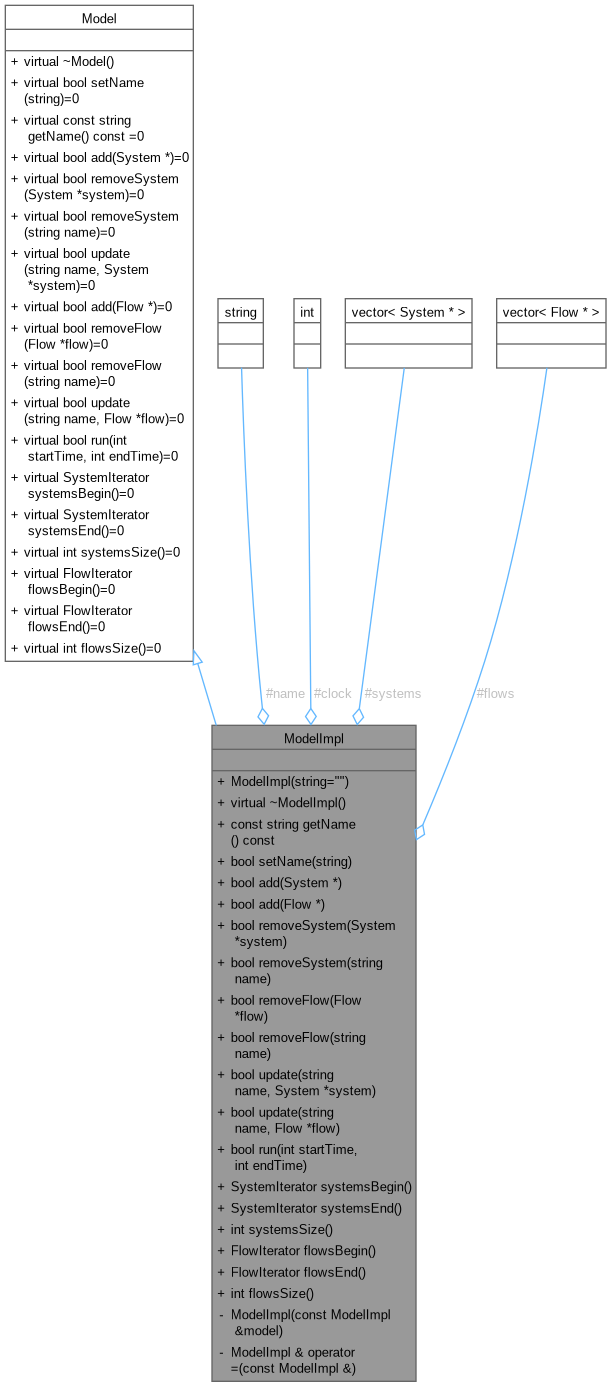 Model
+ virtual ~Model()
+ virtual bool setName
(string)=0
+ virtual const string
getName() const =0
+ virtual bool add(System *)=0
+ virtual bool removeSystem
(System *system)=0
+ virtual bool removeSystem
(string name)=0
+ virtual bool update
(string name, System
*system)=0
+ virtual bool add(Flow *)=0
+ virtual bool removeFlow
(Flow *flow)=0
+ virtual bool removeFlow
(string name)=0
+ virtual bool update
(string name, Flow *flow)=0
+ virtual bool run(int
startTime, int endTime)=0
+ virtual SystemIterator
systemsBegin()=0
+ virtual SystemIterator
systemsEnd()=0
+ virtual int systemsSize()=0
+ virtual FlowIterator
flowsBegin()=0
+ virtual FlowIterator
flowsEnd()=0
+ virtual int flowsSize()=0
string
int
vector< System * >
vector< Flow * >
#name
#clock
#systems
#flows
ModelImpl
+ ModelImpl(string="")
+ virtual ~ModelImpl()
+ const string getName
() const
+ bool setName(string)
+ bool add(System *)
+ bool add(Flow *)
+ bool removeSystem(System
*system)
+ bool removeSystem(string
name)
+ bool removeFlow(Flow
*flow)
+ bool removeFlow(string
name)
+ bool update(string
name, System *system)
+ bool update(string
name, Flow *flow)
+ bool run(int startTime,
int endTime)
+ SystemIterator systemsBegin()
+ SystemIterator systemsEnd()
+ int systemsSize()
+ FlowIterator flowsBegin()
+ FlowIterator flowsEnd()
+ int flowsSize()
- ModelImpl(const ModelImpl
&model)
- ModelImpl & operator
=(const ModelImpl &)